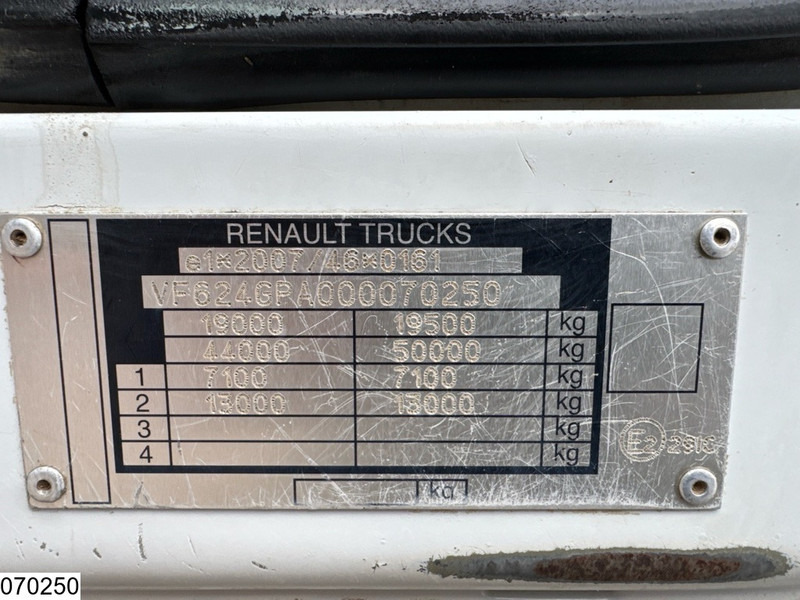 RENAULT TRUCKS
e1*2007/46*0161
VF624GPA000070250
19000 19500 kg
44000 50000 kg
1 7100 7100 kg
2 13000 13000 kg
3 kg
4 kg
E2 2818
kg
070250